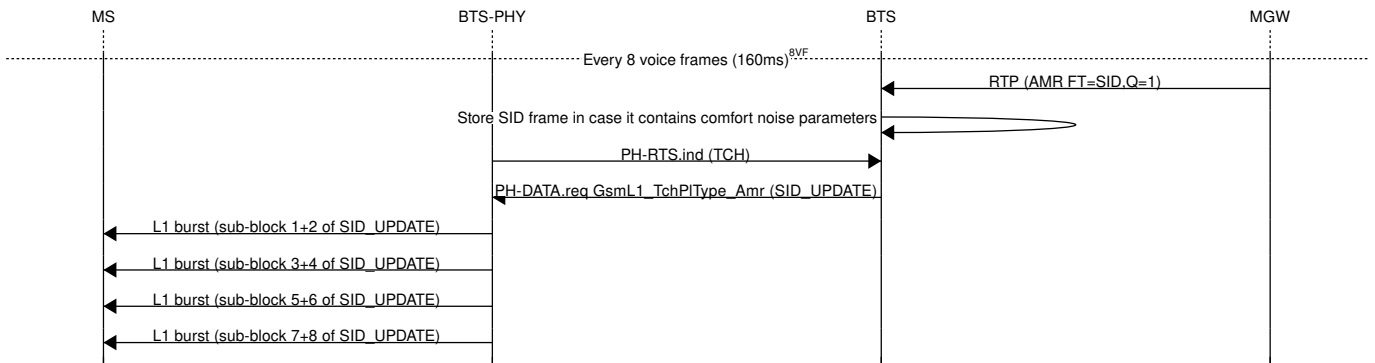 MS
BTS-PHY
BTS
MGW
Every 8 voice frames (160ms)8VF
RTP (AMR FT=SID,Q=1)
Store SID frame in case it contains comfort noise parameters
PH-RTS.ind (TCH)
PH-DATA.req GsmL1_TchPlType_Amr (SID_UPDATE)
L1 burst (sub-block 1+2 of SID_UPDATE)
L1 burst (sub-block 3+4 of SID_UPDATE)
L1 burst (sub-block 5+6 of SID_UPDATE)
L1 burst (sub-block 7+8 of SID_UPDATE)